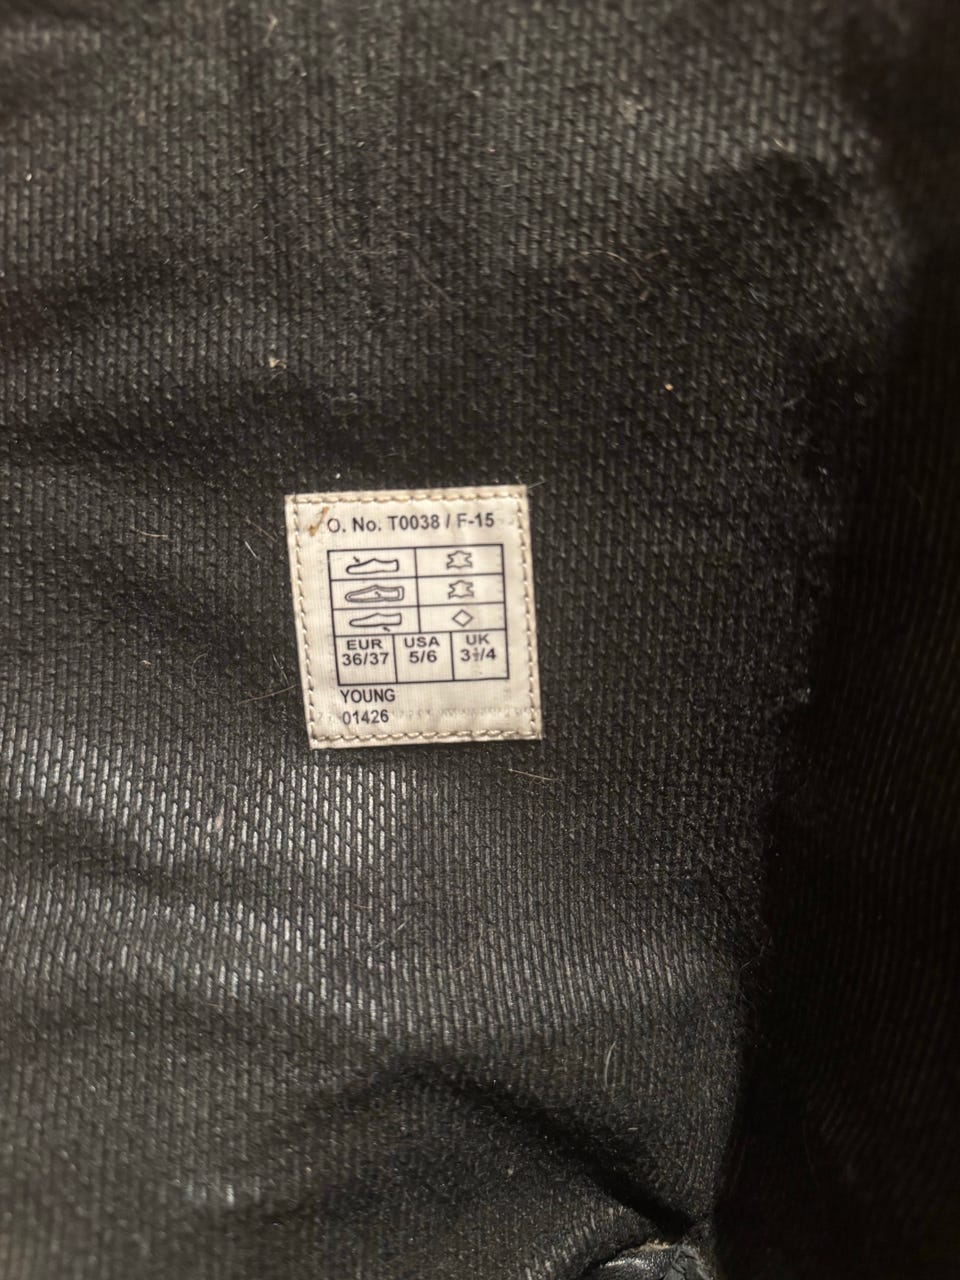 O. No. T0038 / F-15
EUR USA UK
36/37 5/6 3½/4
YOUNG
01426